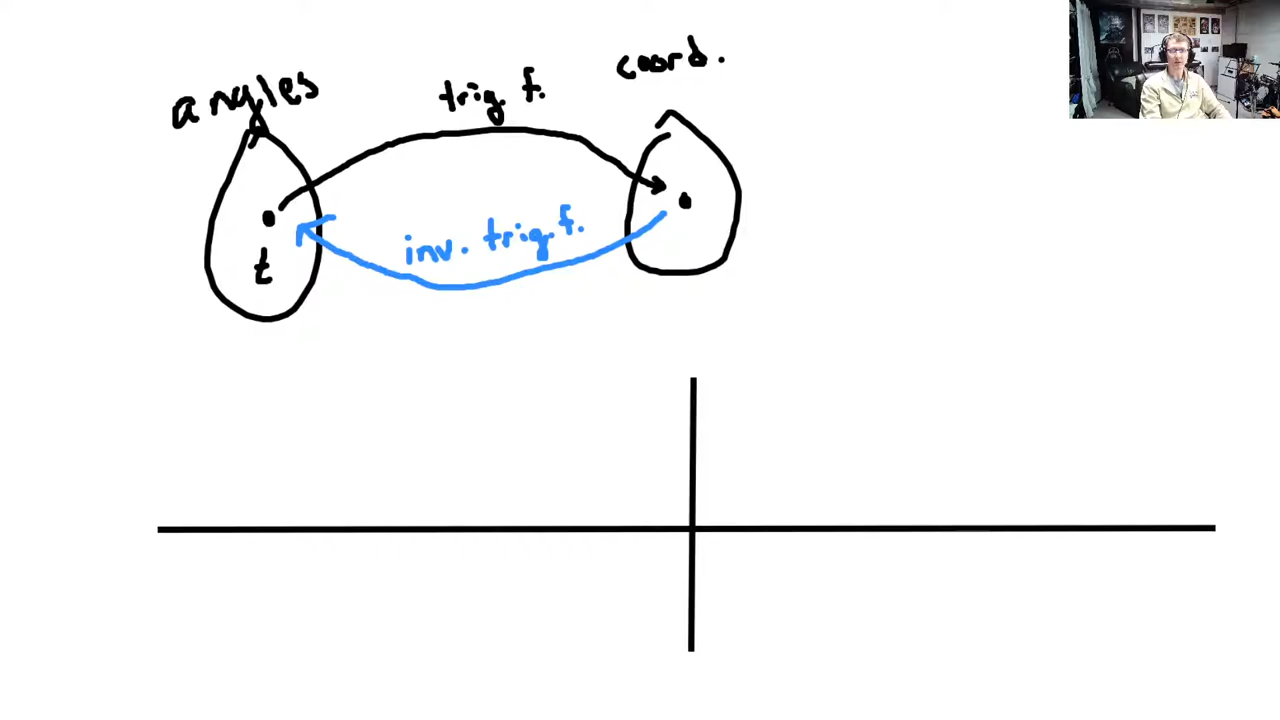 angles
trig. f.
coord.
inv. trig. f.
t